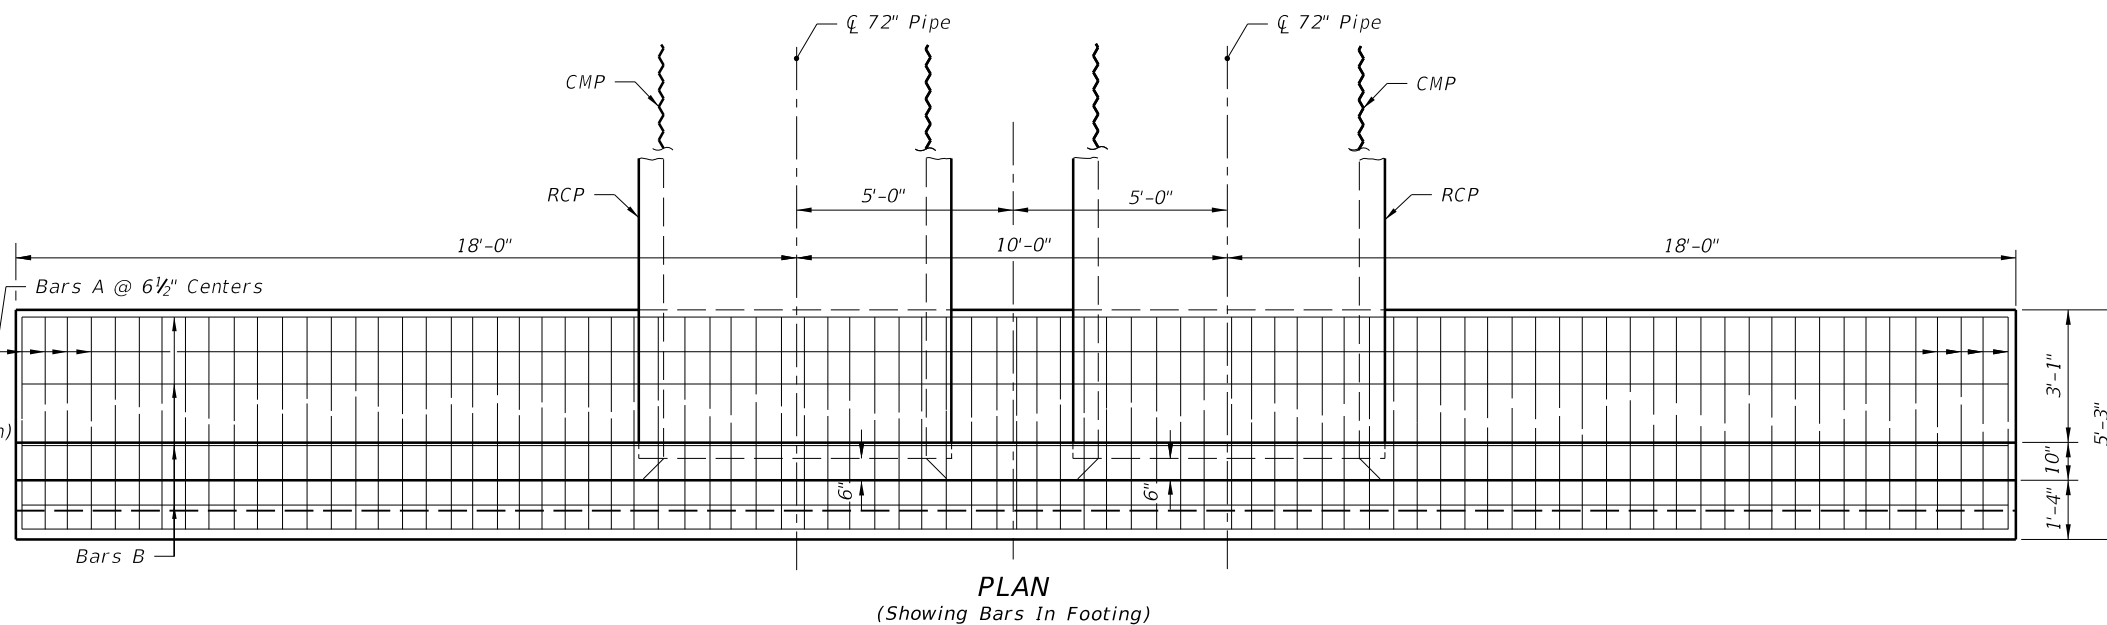 ℄ 72" Pipe
℄ 72" Pipe
CMP
CMP
RCP
RCP
5'-0"
5'-0"
18'-0"
10'-0"
18'-0"
Bars A @ 6½" Centers
3'-1"
10"
1'-4"
5'-3"
6"
6"
Bars B
PLAN
(Showing Bars In Footing)